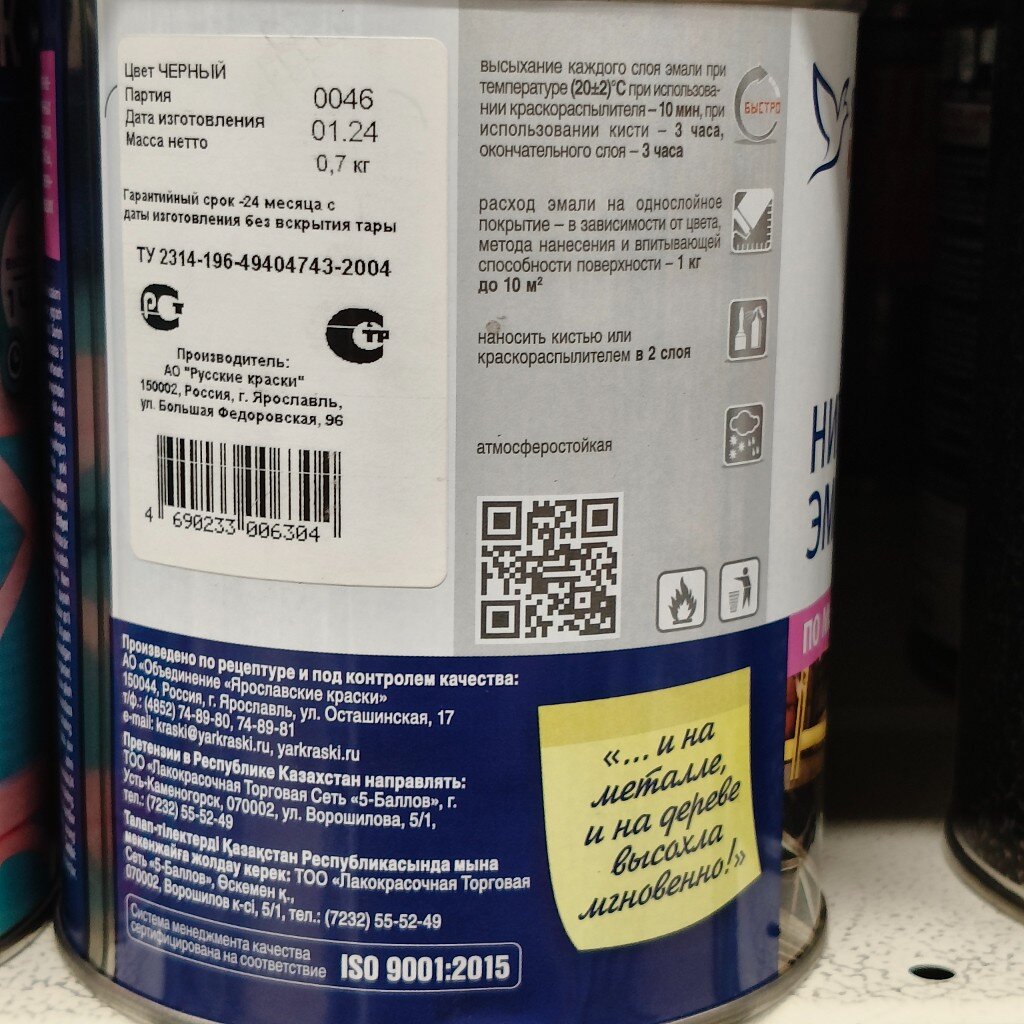 Цвет ЧЕРНЫЙ
Партия 0046
Дата изготовления 01.24
Масса нетто 0,7 кг
Гарантийный срок -24 месяца с
даты изготовления без вскрытия тары
ТУ 2314-196-49404743-2004
РСТ
СТР
Производитель:
АО "Русские краски"
150002, Россия, г. Ярославль,
ул. Большая Федоровская, 96
4 690233 006304
высыхание каждого слоя эмали при
температуре (20±2)°С при использова-
нии краскораспылителя – 10 мин, при
использовании кисти – 3 часа,
окончательного слоя – 3 часа
БЫСТРО
расход эмали на однослойное
покрытие – в зависимости от цвета,
метода нанесения и впитывающей
способности поверхности – 1 кг
до 10 м²
наносить кистью или
краскораспылителем в 2 слоя
атмосферостойкая
Произведено по рецептуре и под контролем качества:
АО «Объединение «Ярославские краски»
150044, Россия, г. Ярославль, ул. Осташинская, 17
т/ф.: (4852) 74-89-80, 74-89-81
e-mail: kraski@yarkraski.ru, yarkraski.ru
Претензии в Республике Казахстан направлять:
ТОО «Лакокрасочная Торговая Сеть «5-Баллов», г.
Усть-Каменогорск, 070002, ул. Ворошилова, 5/1,
тел.: (7232) 55-52-49
Талап-тілектерді Қазақстан Республикасында мына
мекенжайға жолдау керек: ТОО «Лакокрасочная Торговая
Сеть «5-Баллов», Өскемен қ.,
070002, Ворошилов к-сі, 5/1, тел.: (7232) 55-52-49
Система менеджмента качества
сертифицирована на соответствие ISO 9001:2015
«... и на
металле,
и на дереве
высохла
мгновенно!»